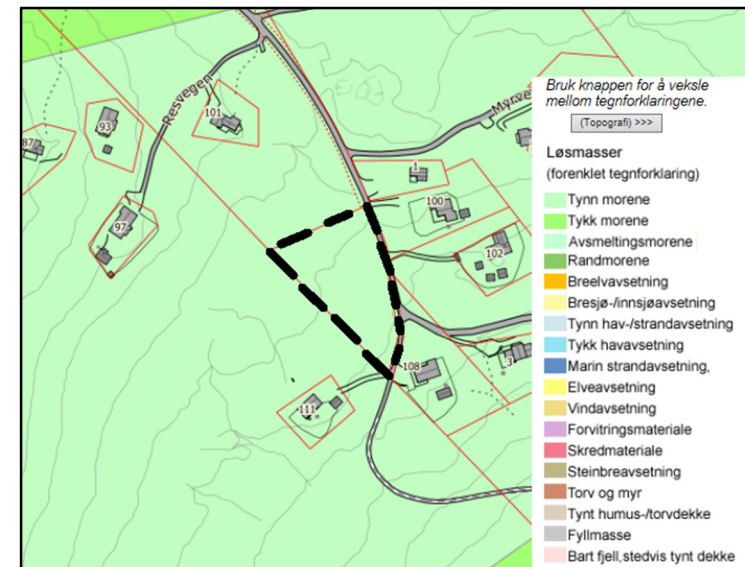 Resvegen
101
93
87
97
Myrve
1
100
102
108
3
111
Bruk knappen for å veksle
mellom tegnforklaringene.
(Topografi) >>>
Løsmasser
(forenklet tegnforklaring)
Tynn morene
Tykk morene
Avsmeltingsmorene
Randmorene
Breelvavsetning
Bresjø-/innsjøavsetning
Tynn hav-/strandavsetning
Tykk havavsetning
Marin strandavsetning,
Elveavsetning
Vindavsetning
Forvitringsmateriale
Skredmateriale
Steinbreavsetning
Torv og myr
Tynt humus-/torvdekke
Fyllmasse
Bart fjell,stedvis tynt dekke